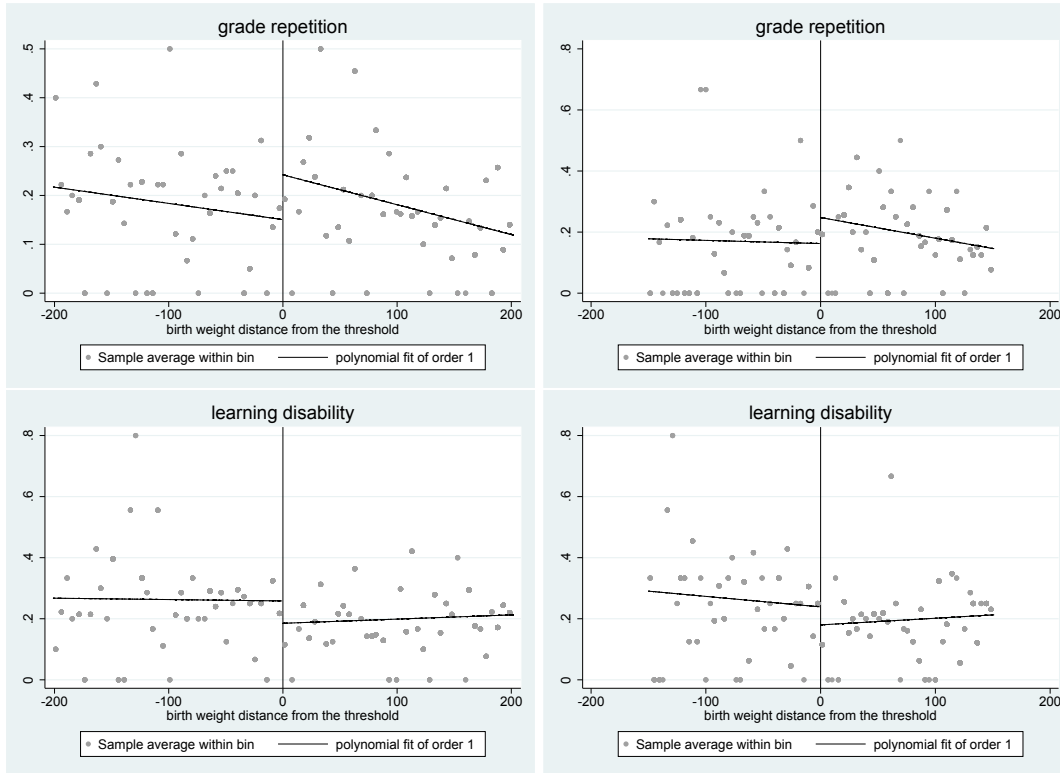 grade repetition
.5
.4
.3
.2
.1
0
-200 -100 0 100 200
birth weight distance from the threshold
Sample average within bin polynomial fit of order 1
grade repetition
.8
.6
.4
.2
0
-200 -100 0 100 200
birth weight distance from the threshold
Sample average within bin polynomial fit of order 1
learning disability
.8
.6
.4
.2
0
-200 -100 0 100 200
birth weight distance from the threshold
Sample average within bin polynomial fit of order 1
learning disability
.8
.6
.4
.2
0
-200 -100 0 100 200
birth weight distance from the threshold
Sample average within bin polynomial fit of order 1